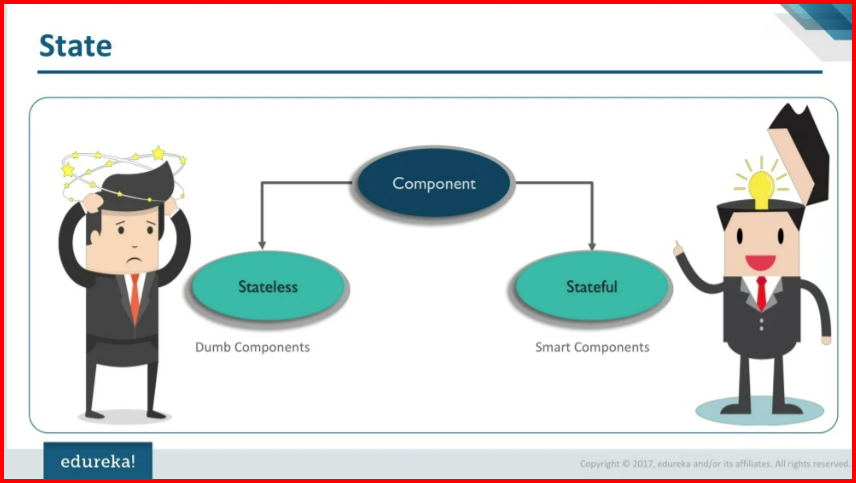 State
Component
Stateless
Stateful
Dumb Components
Smart Components
edureka!
Copyright © 2017, edureka and/or its affiliates. All rights reserved.